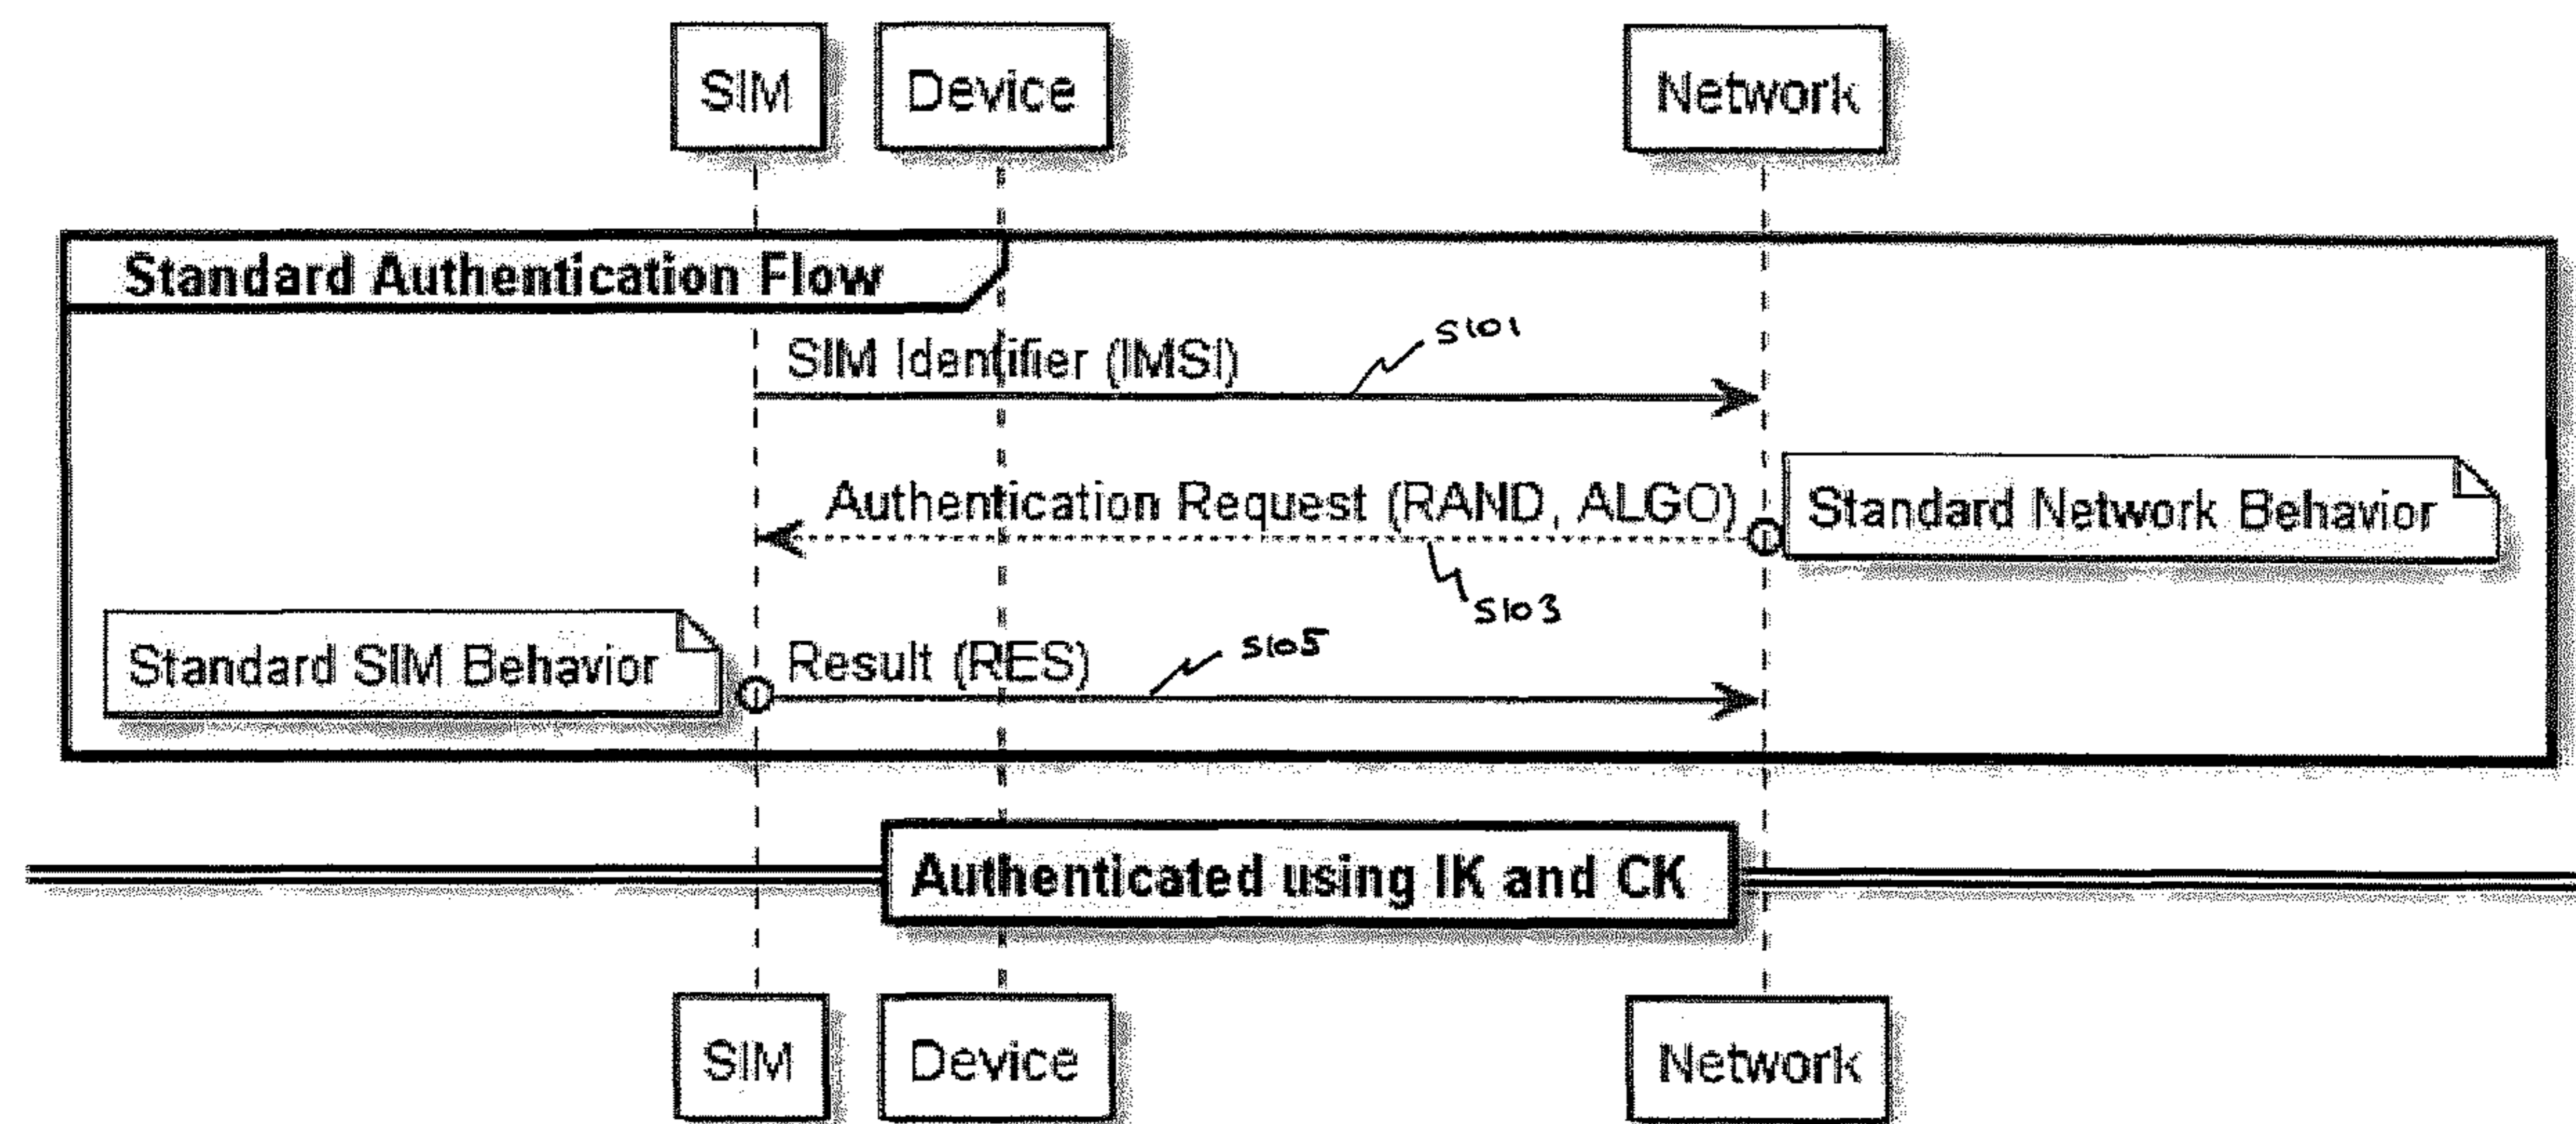 SIM
Device
Network
Standard Authentication Flow
SIM Identifier (IMSI)
S101
Authentication Request (RAND, ALGO)
Standard Network Behavior
S103
Standard SIM Behavior
Result (RES)
S105
Authenticated using IK and CK
SIM
Device
Network